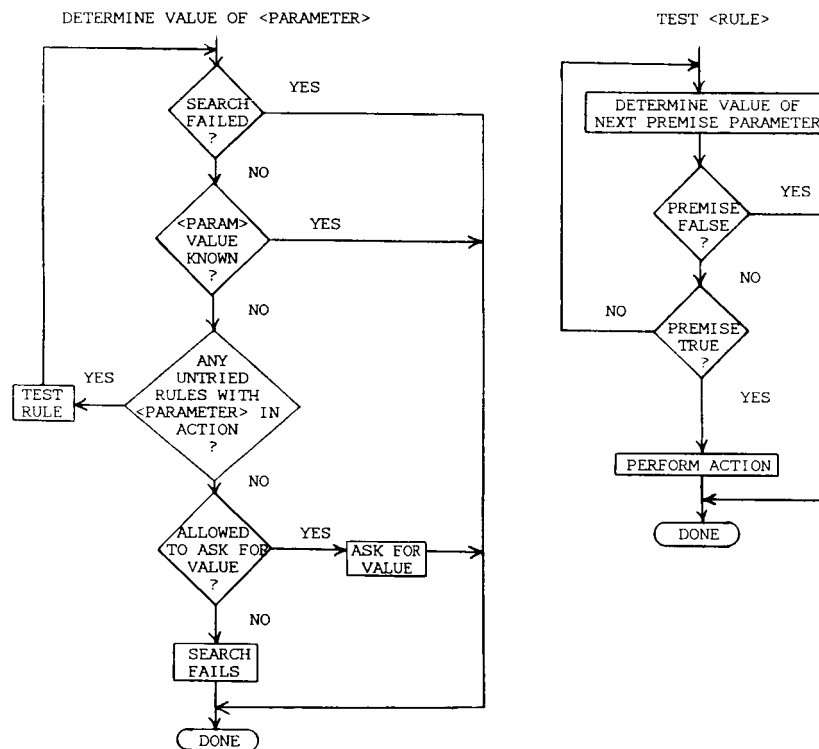 DETERMINE VALUE OF <PARAMETER>
SEARCH
FAILED
?
YES
NO
<PARAM>
VALUE
KNOWN
?
YES
NO
ANY
UNTRIED
RULES WITH
<PARAMETER> IN
ACTION
?
YES
TEST
RULE
NO
ALLOWED
TO ASK FOR
VALUE
?
YES
ASK FOR
VALUE
NO
SEARCH
FAILS
DONE
TEST <RULE>
DETERMINE VALUE OF
NEXT PREMISE PARAMETER
PREMISE
FALSE
?
YES
NO
PREMISE
TRUE
?
NO
YES
PERFORM ACTION
DONE